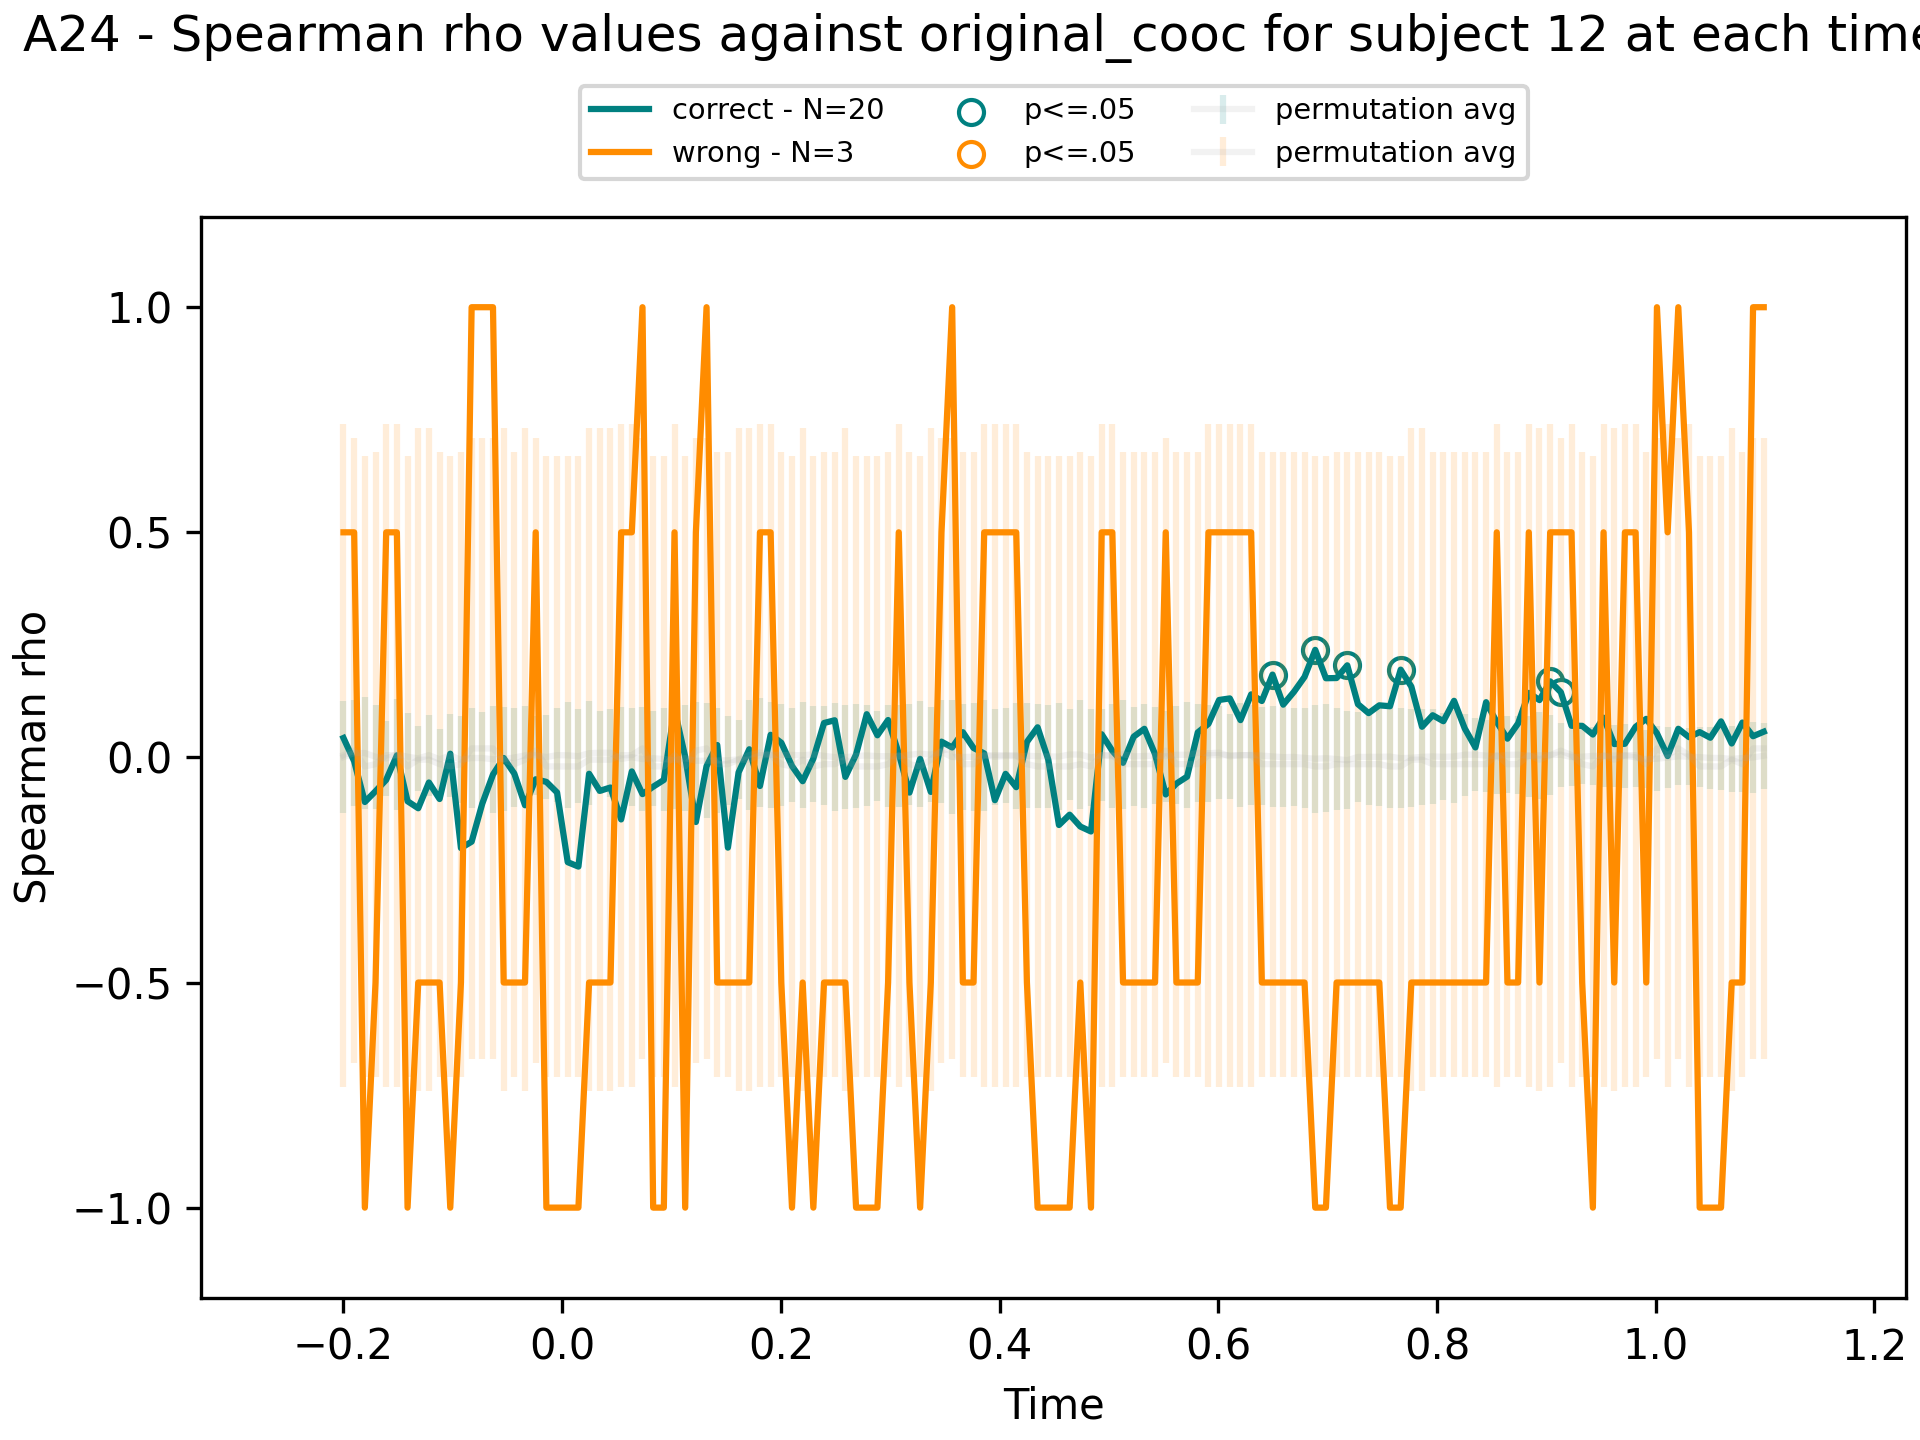 A24 - Spearman rho values against original_cooc for subject 12 at each time
correct - N=20
wrong - N=3
p<=.05
p<=.05
permutation avg
permutation avg
1.0
0.5
0.0
−0.5
−1.0
Spearman rho
−0.2
0.0
0.2
0.4
0.6
0.8
1.0
1.2
Time